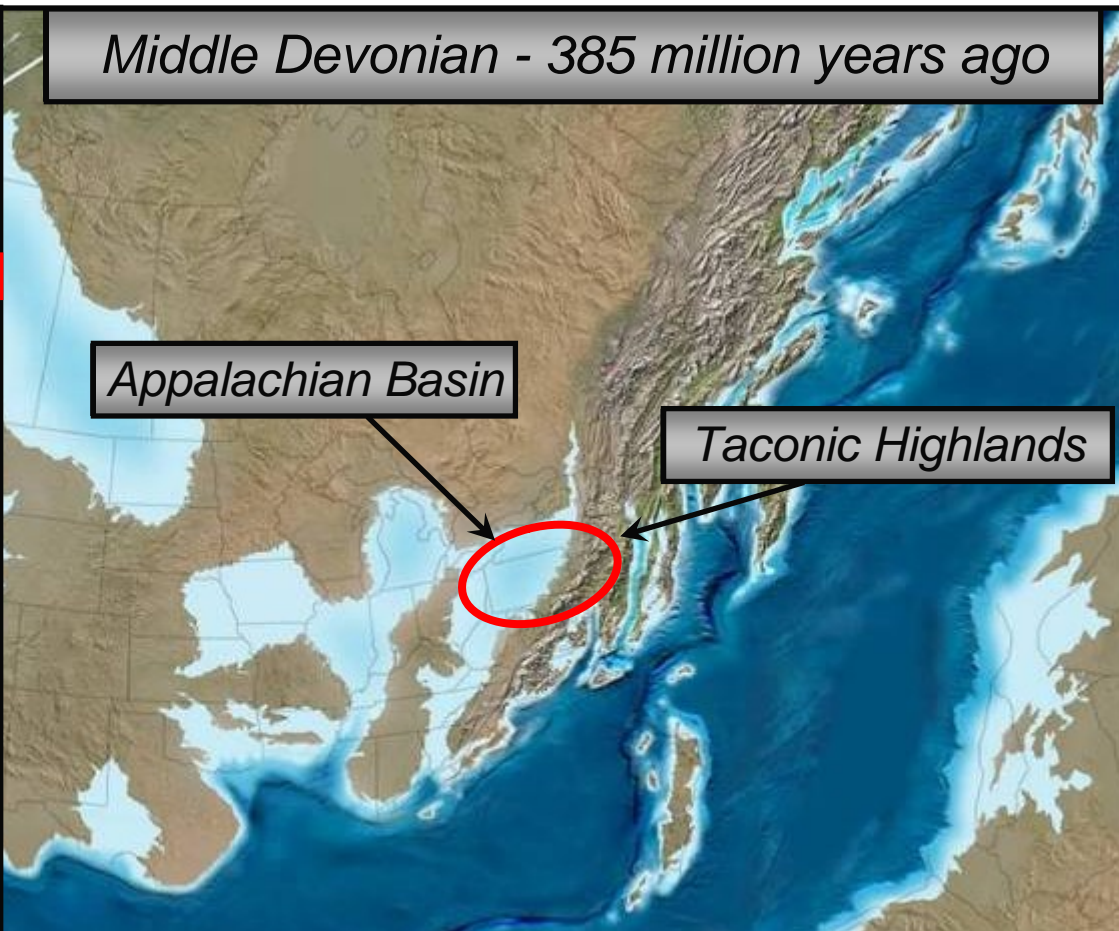 Middle Devonian - 385 million years ago
Appalachian Basin
Taconic Highlands